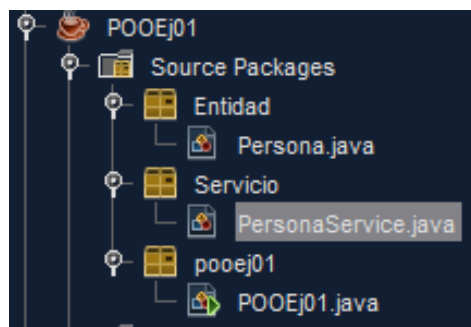 POOEj01
Source Packages
Entidad
Persona.java
Servicio
PersonaService.java
pooej01
POOEj01.java